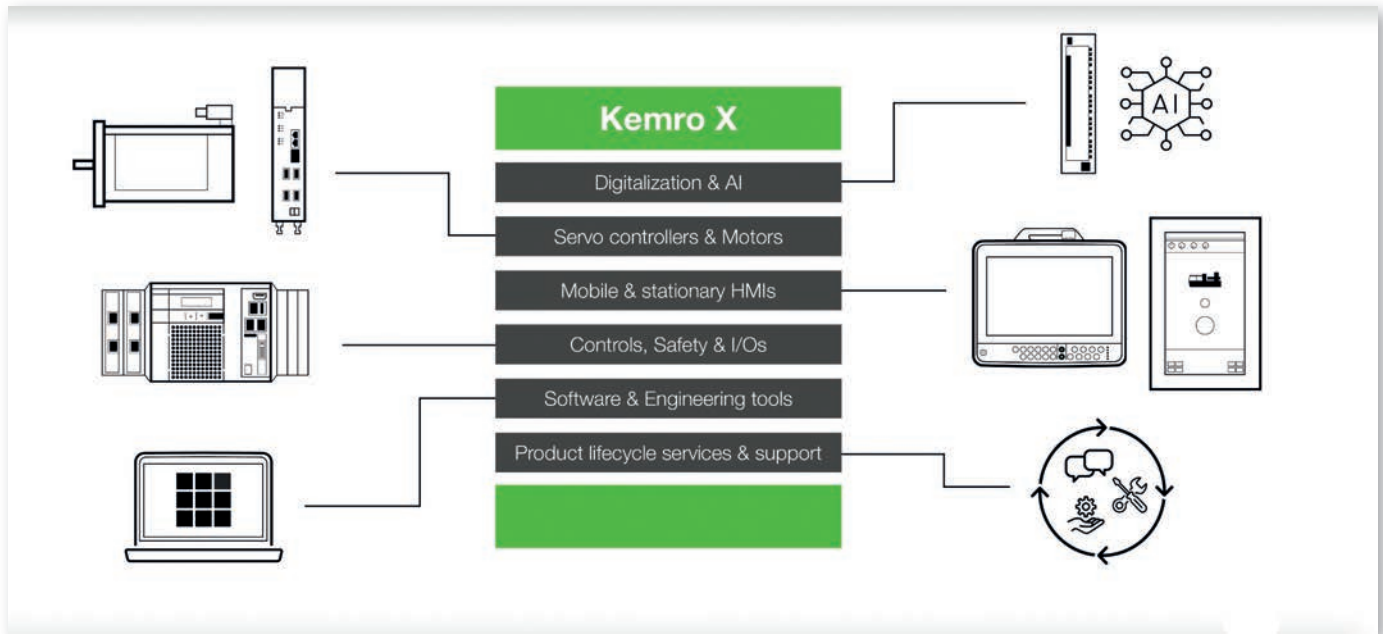 Kemro X
Digitalization & AI
Servo controllers & Motors
Mobile & stationary HMIs
Controls, Safety & I/Os
Software & Engineering tools
Product lifecycle services & support
AI